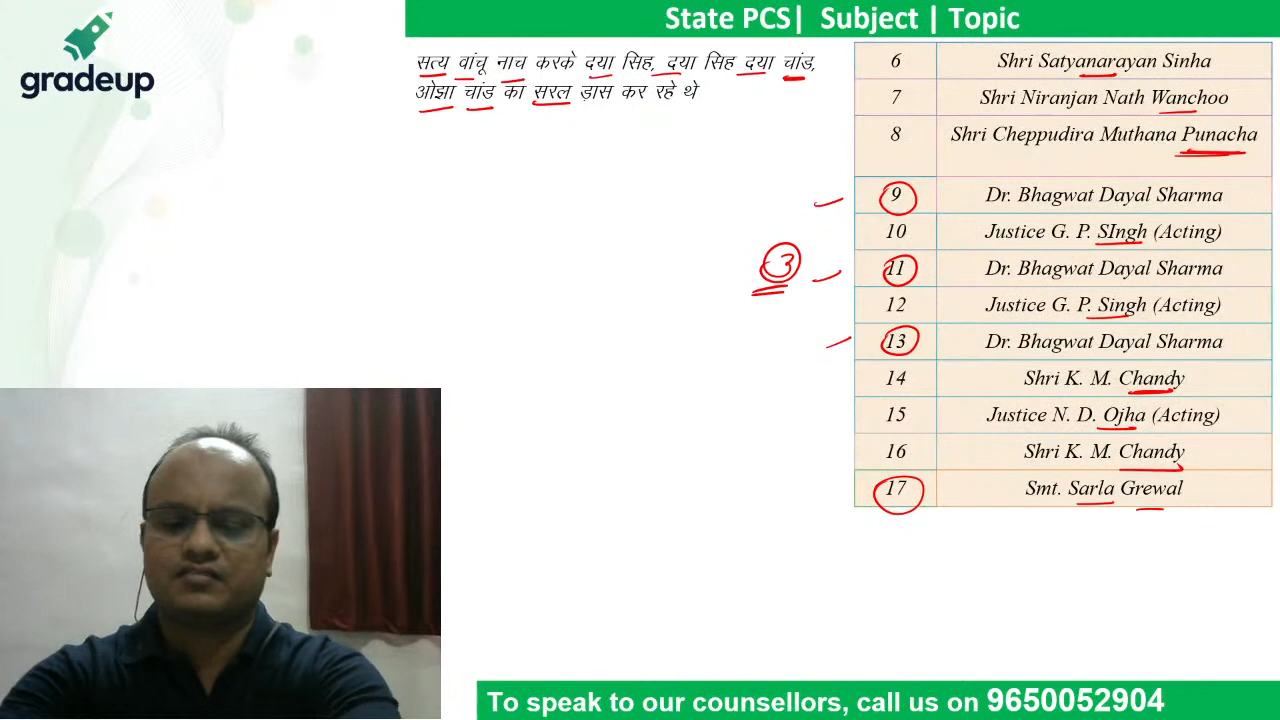 gradeup
State PCS| Subject | Topic
सत्य वांचू नाच करके दया सिह, दया सिह दया चांड,
ओझा चांड का सरल ड़ास कर रहे थे
6 Shri Satyanarayan Sinha
7 Shri Niranjan Nath Wanchoo
8 Shri Cheppudira Muthana Punacha
9 Dr. Bhagwat Dayal Sharma
10 Justice G. P. SIngh (Acting)
11 Dr. Bhagwat Dayal Sharma
12 Justice G. P. Singh (Acting)
13 Dr. Bhagwat Dayal Sharma
14 Shri K. M. Chandy
15 Justice N. D. Ojha (Acting)
16 Shri K. M. Chandy
17 Smt. Sarla Grewal
3
To speak to our counsellors, call us on 9650052904